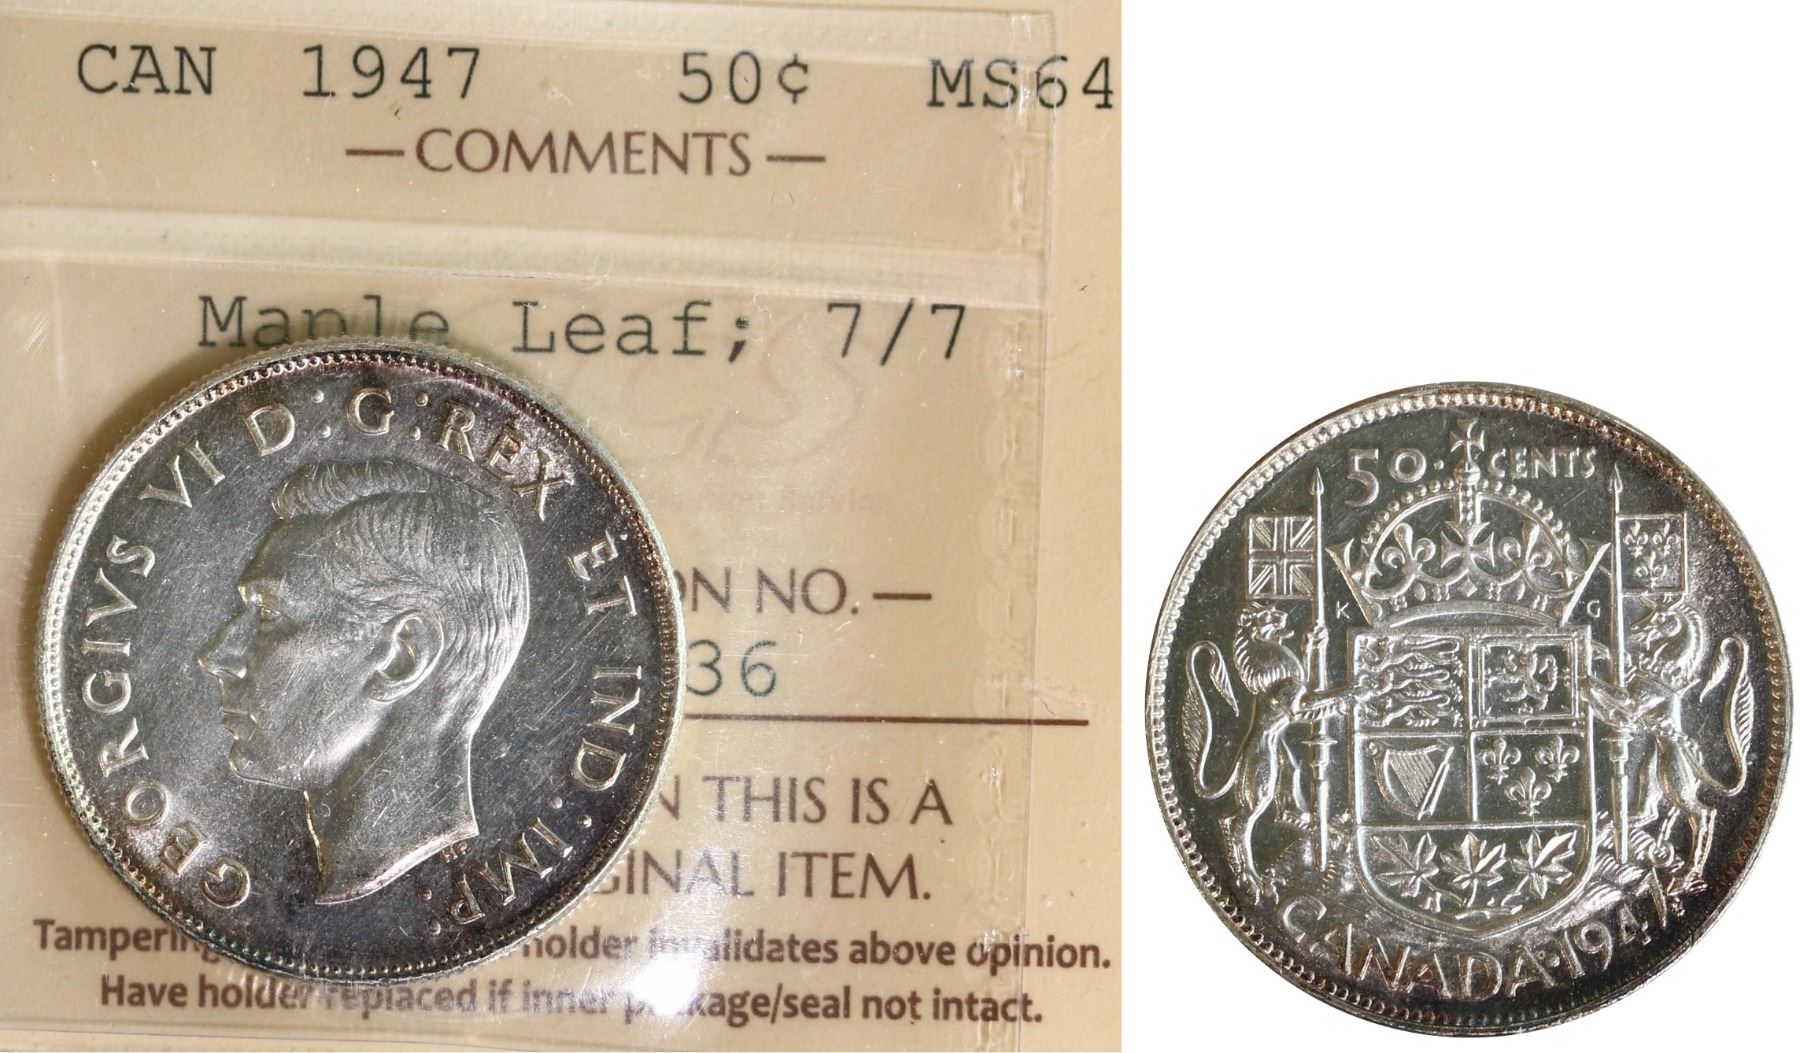 CAN 1947 50¢ MS64
— COMMENTS —
Maple Leaf; 7/7
ON NO. —
36
N THIS IS A
GINAL ITEM.
Tampering holder invalidates above opinion.
Have holder replaced if inner package/seal not intact.
GEORGIVS VI D:G:REX ET IND:IMP:
HP
50·CENTS
K G
CANADA·1947